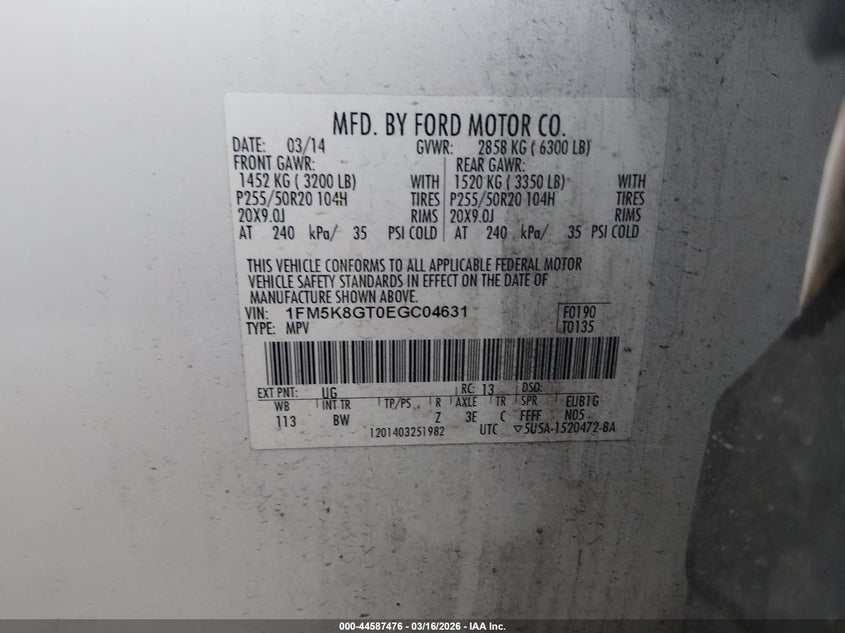 MFD. BY FORD MOTOR CO.
DATE: 03/14 GVWR: 2858 KG ( 6300 LB)
FRONT GAWR: REAR GAWR:
1452 KG ( 3200 LB) WITH 1520 KG ( 3350 LB) WITH
P255/50R20 104H TIRES P255/50R20 104H TIRES
20X9.0J RIMS 20X9.0J RIMS
AT 240 kPa/ 35 PSI COLD AT 240 kPa/ 35 PSI COLD
THIS VEHICLE CONFORMS TO ALL APPLICABLE FEDERAL MOTOR
VEHICLE SAFETY STANDARDS IN EFFECT ON THE DATE OF
MANUFACTURE SHOWN ABOVE.
VIN: 1FM5K8GT0EGC04631 F0190
TYPE: MPV T0135
EXT PNT: UG RC: 13 DSO:
WB INT TR TP/PS R AXLE TR SPR EUB1G
113 BW Z 3E C FFFF N05
1201403251982 UTC ▽5U5A-1520472-BA
000-44587476 - 03/16/2026 - IAA Inc.